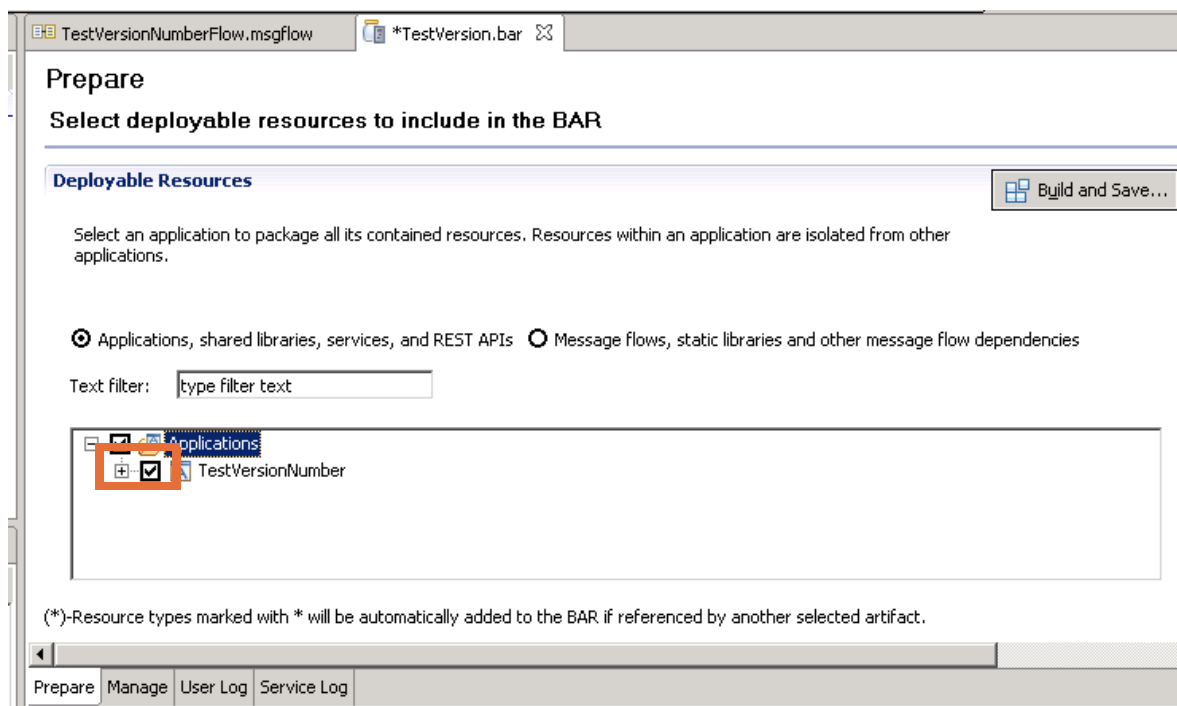 TestVersionNumberFlow.msgflow
*TestVersion.bar
Prepare
Select deployable resources to include in the BAR
Deployable Resources
Build and Save...
Select an application to package all its contained resources. Resources within an application are isolated from other
applications.
Applications, shared libraries, services, and REST APIs
Message flows, static libraries and other message flow dependencies
Text filter:
type filter text
Applications
TestVersionNumber
(*)-Resource types marked with * will be automatically added to the BAR if referenced by another selected artifact.
Prepare
Manage
User Log
Service Log